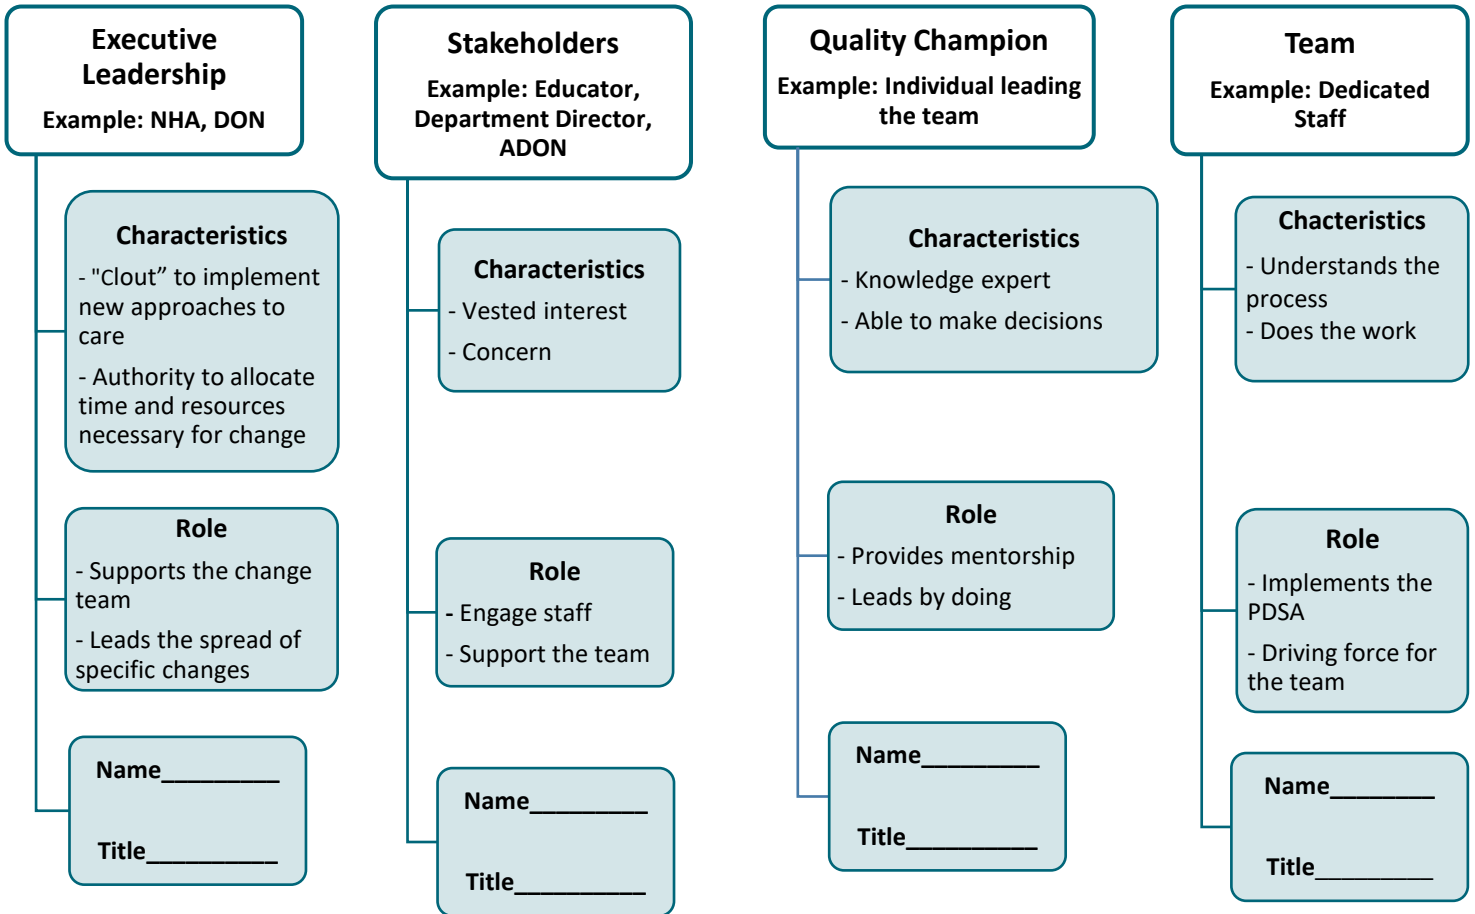 Executive
Leadership
Example: NHA, DON
Characteristics
- "Clout” to implement
new approaches to
care
- Authority to allocate
time and resources
necessary for change
Role
- Supports the change
team
- Leads the spread of
specific changes
Name_________
Title__________
Stakeholders
Example: Educator,
Department Director,
ADON
Characteristics
- Vested interest
- Concern
Role
- Engage staff
- Support the team
Name_________
Title__________
Quality Champion
Example: Individual leading
the team
Characteristics
- Knowledge expert
- Able to make decisions
Role
- Provides mentorship
- Leads by doing
Name_________
Title__________
Team
Example: Dedicated
Staff
Chacteristics
- Understands the
process
- Does the work
Role
- Implements the
PDSA
- Driving force for
the team
Name________
Title_________